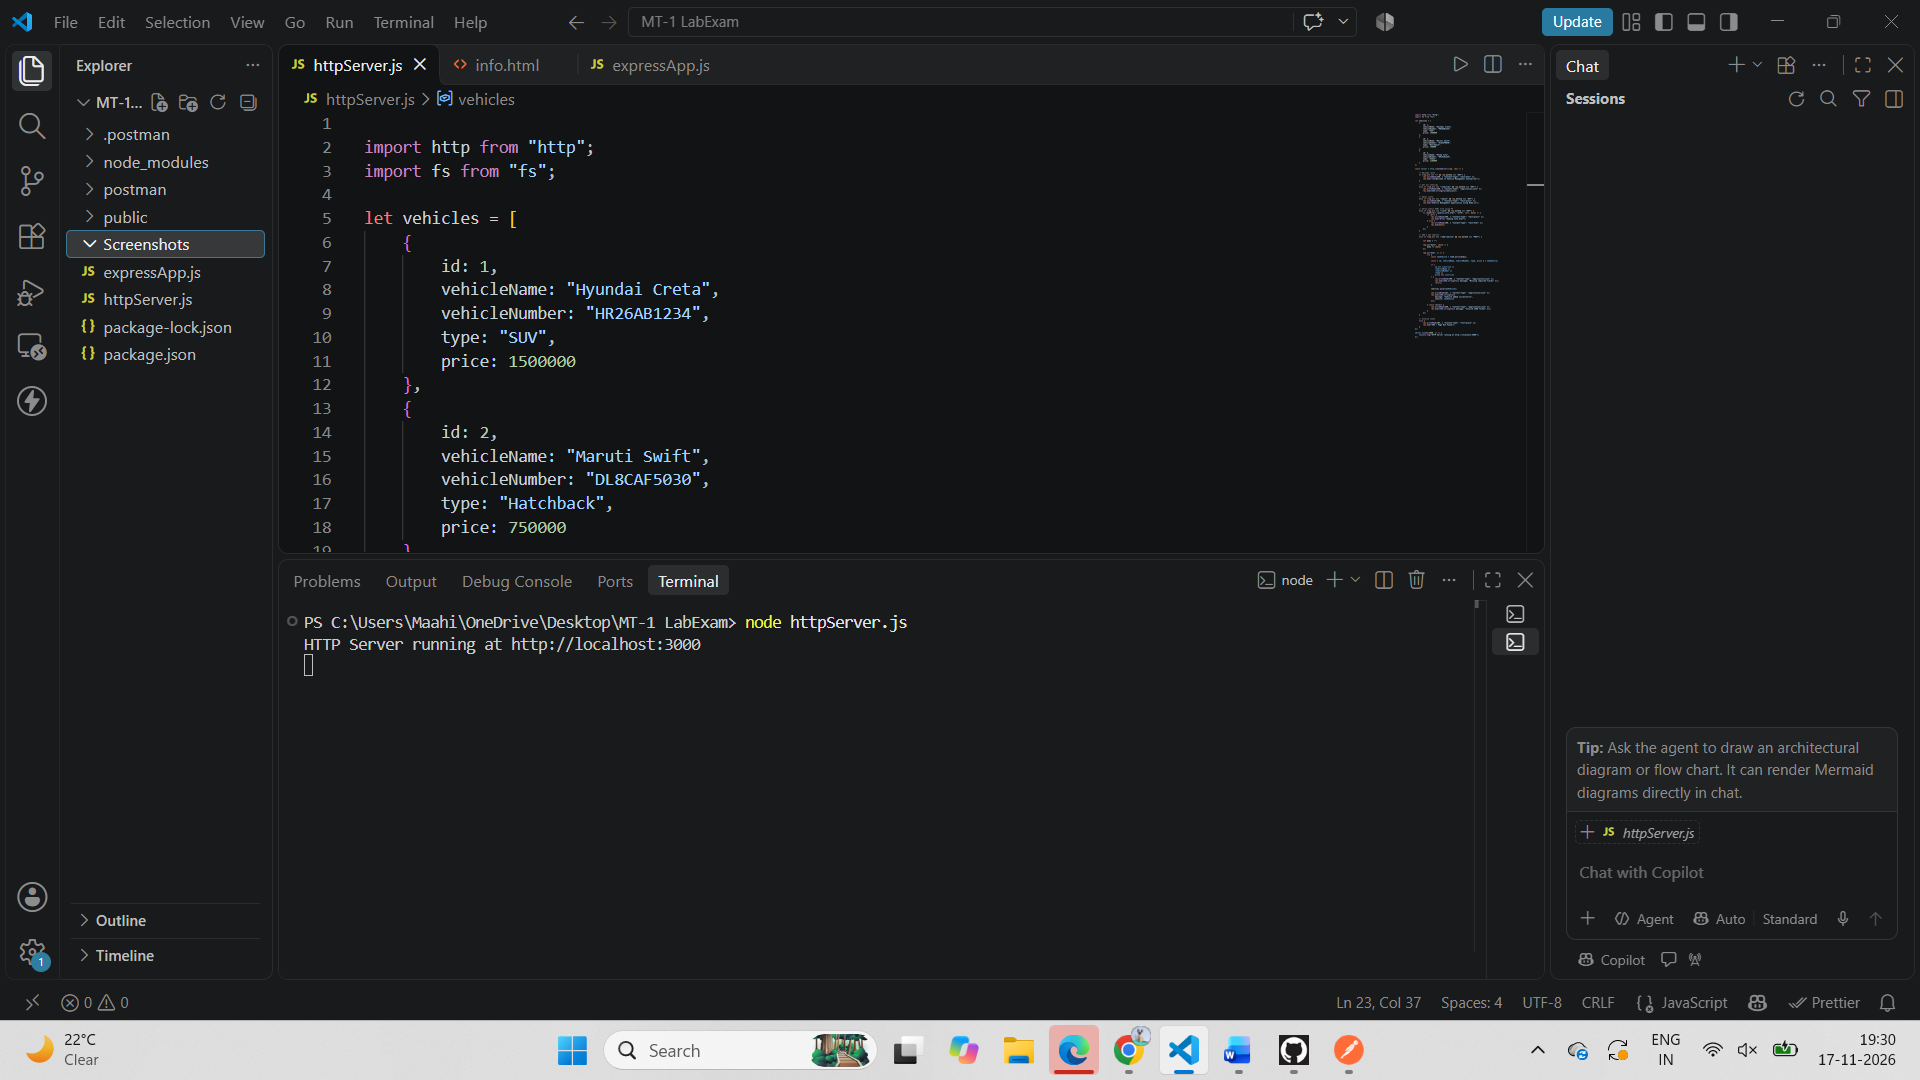 File Edit Selection View Go Run Terminal Help
MT-1 LabExam
Update
Explorer
MT-1...
.postman
node_modules
postman
public
Screenshots
JS expressApp.js
JS httpServer.js
{} package-lock.json
{} package.json
Outline
Timeline
1
JS httpServer.js
<> info.html
JS expressApp.js
JS httpServer.js > vehicles
1
2 import http from "http";
3 import fs from "fs";
4
5 let vehicles = [
6 {
7 id: 1,
8 vehicleName: "Hyundai Creta",
9 vehicleNumber: "HR26AB1234",
10 type: "SUV",
11 price: 1500000
12 },
13 {
14 id: 2,
15 vehicleName: "Maruti Swift",
16 vehicleNumber: "DL8CAF5030",
17 type: "Hatchback",
18 price: 750000
19 }
Problems Output Debug Console Ports Terminal
node
PS C:\Users\Maahi\OneDrive\Desktop\MT-1 LabExam> node httpServer.js
HTTP Server running at http://localhost:3000
Chat
Sessions
Tip: Ask the agent to draw an architectural
diagram or flow chart. It can render Mermaid
diagrams directly in chat.
JS httpServer.js
Chat with Copilot
Agent Auto Standard
Copilot
0 0
Ln 23, Col 37 Spaces: 4 UTF-8 CRLF {} JavaScript Prettier
22°C
Clear
Search
ENG
IN
19:30
17-11-2026